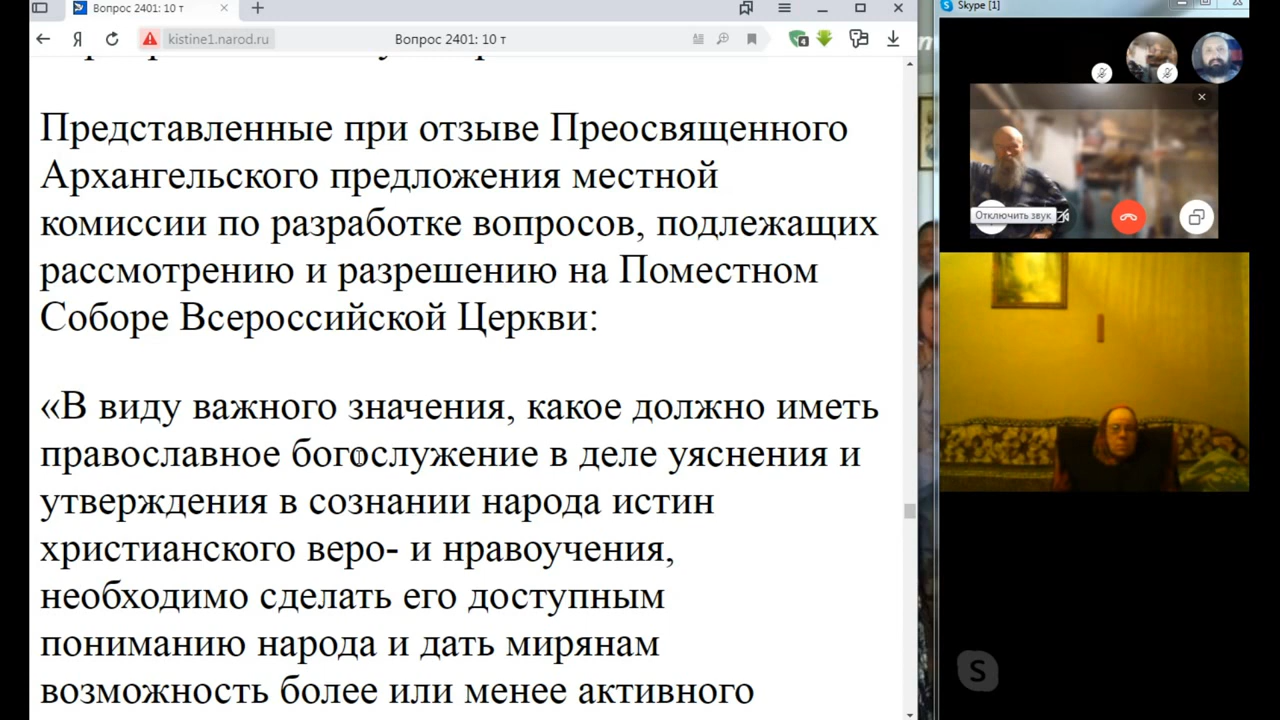 Вопрос 2401: 10 т
Skype [1]
Я
kistine1.narod.ru
Вопрос 2401: 10 т
4
Представленные при отзыве Преосвященного
Архангельского предложения местной
комиссии по разработке вопросов, подлежащих
рассмотрению и разрешению на Поместном
Соборе Всероссийской Церкви:
«В виду важного значения, какое должно иметь
православное богослужение в деле уяснения и
утверждения в сознании народа истин
христианского веро- и нравоучения,
необходимо сделать его доступным
пониманию народа и дать мирянам
возможность более или менее активного
Отключить звук
S